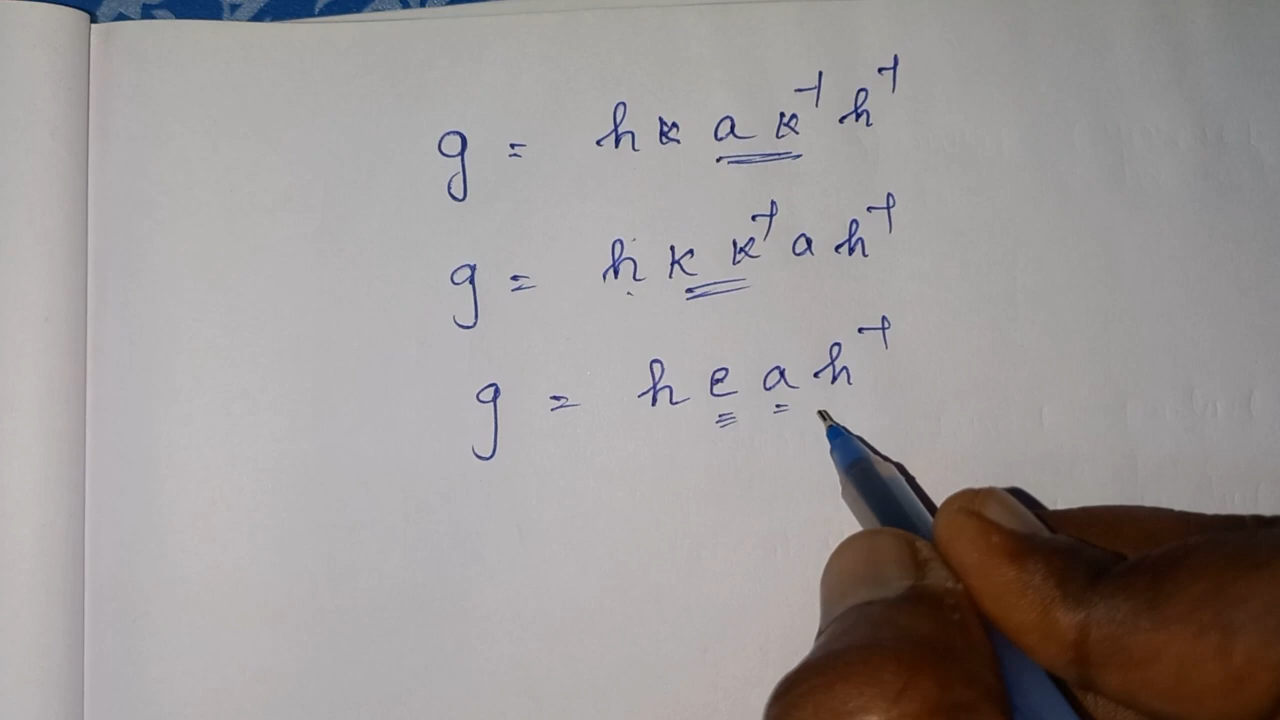 g = h k a k⁻¹ h⁻¹
g = h k k⁻¹ a h⁻¹
g = h e a h⁻¹